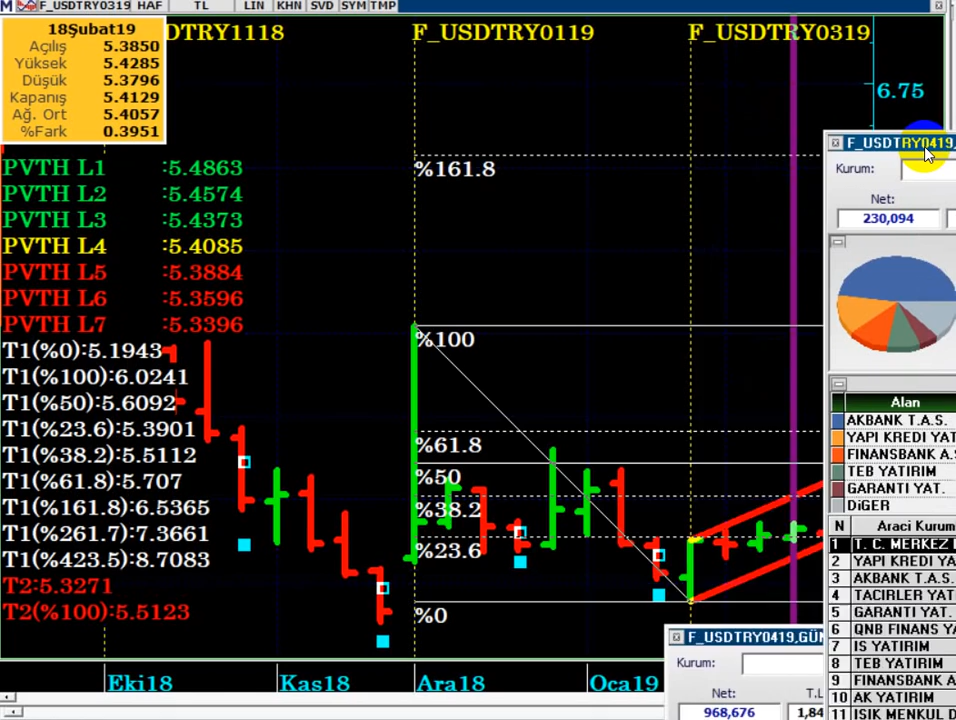 M F_USDTRY0319 HAF TL LIN KHN SVD SYM TMP
18Şubat19
Açılış 5.3850
Yüksek 5.4285
Düşük 5.3796
Kapanış 5.4129
Ağ. Ort 5.4057
%Fark 0.3951
DTRY1118
F_USDTRY0119
F_USDTRY0319
6.75
PVTH L1 :5.4863
PVTH L2 :5.4574
PVTH L3 :5.4373
PVTH L4 :5.4085
PVTH L5 :5.3884
PVTH L6 :5.3596
PVTH L7 :5.3396
T1(%0):5.1943
T1(%100):6.0241
T1(%50):5.6092
T1(%23.6):5.3901
T1(%38.2):5.5112
T1(%61.8):5.707
T1(%161.8):6.5365
T1(%261.7):7.3661
T1(%423.5):8.7083
T2:5.3271
T2(%100):5.5123
%161.8
%100
%61.8
%50
%38.2
%23.6
%0
Eki18
Kas18
Ara18
Oca19
F_USDTRY0419,
Kurum:
Net:
230,094
Alan
AKBANK T.A.S.
YAPI KREDI YAT
FINANSBANK A.S
TEB YATIRIM
GARANTI YAT.
DiGER
N Araci Kurum
1 T. C. MERKEZ
2 YAPI KREDI YA
3 AKBANK T.A.S.
4 TACIRLER YAT
5 GARANTI YAT.
6 QNB FINANS Y
7 IS YATIRIM
8 TEB YATIRIM
9 FINANSBANK A
10 AK YATIRIM
11 ISIK MENKUL D
F_USDTRY0419,GÜN
Kurum:
Net: T.L
968,676 1,84